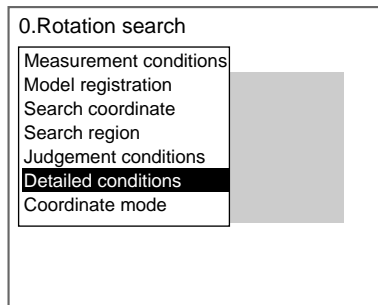 0.Rotation search
Measurement conditions
Model registration
Search coordinate
Search region
Judgement conditions
Detailed conditions
Coordinate mode